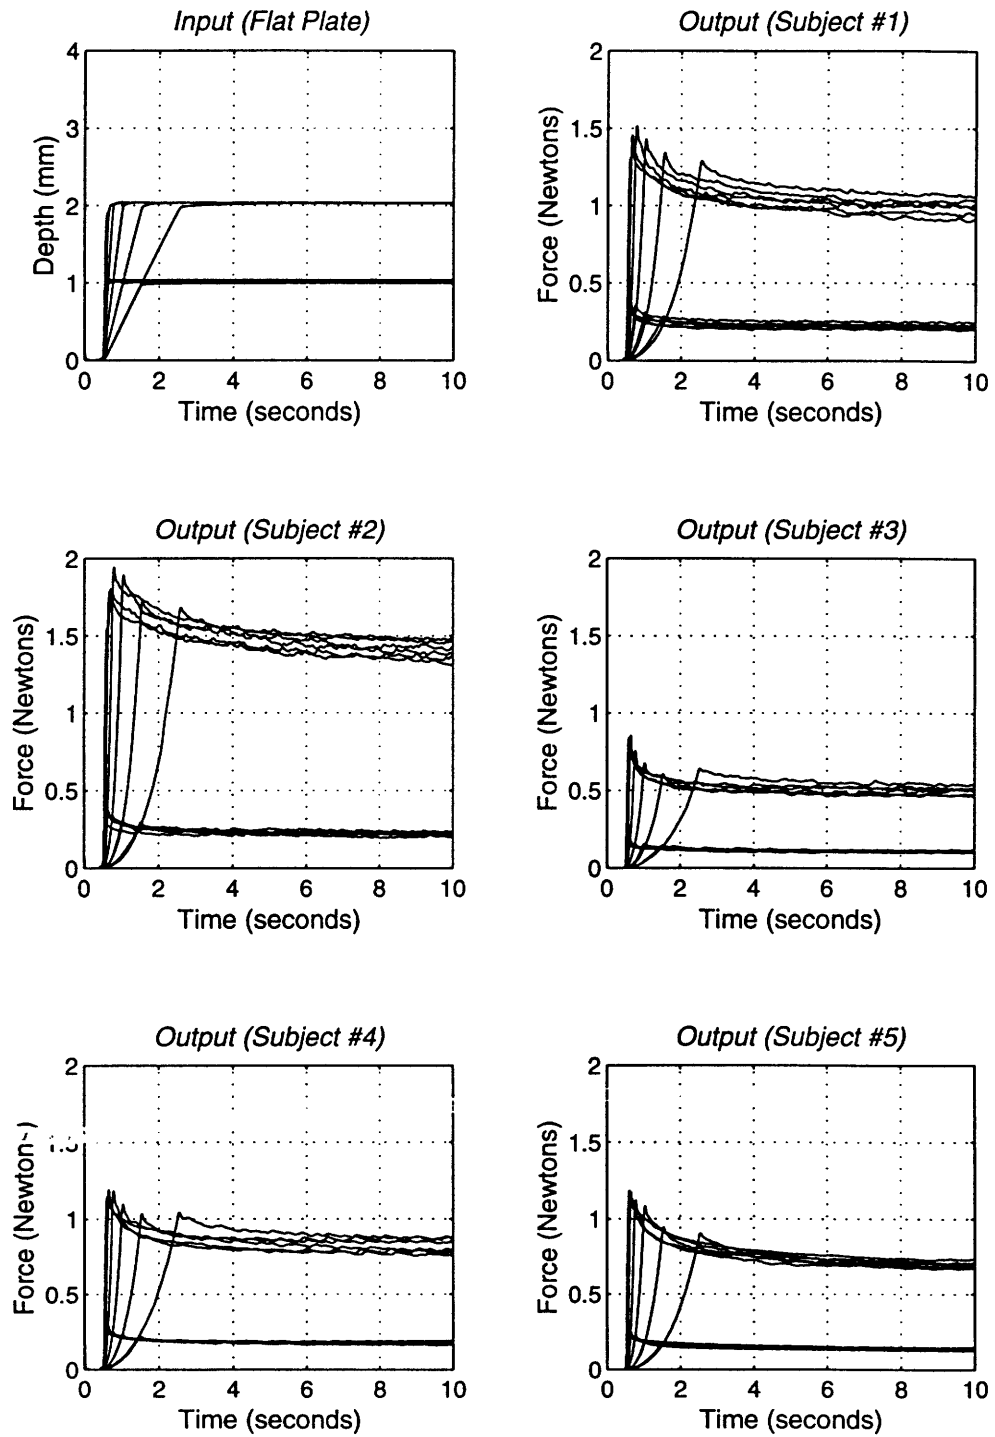 Input (Flat Plate)
Output (Subject #1)
4
3
2
1
0
Depth (mm)
0 2 4 6 8 10
Time (seconds)
2
1.5
1
0.5
0
Force (Newtons)
0 2 4 6 8 10
Time (seconds)
Output (Subject #2)
Output (Subject #3)
2
1.5
1
0.5
0
Force (Newtons)
0 2 4 6 8 10
Time (seconds)
2
1.5
1
0.5
0
Force (Newtons)
0 2 4 6 8 10
Time (seconds)
Output (Subject #4)
Output (Subject #5)
2
1
0.5
0
Force
0 2 4 6 8 10
Time (seconds)
2
1.5
1
0.5
0
Force (Newtons)
0 2 4 6 8 10
Time (seconds)